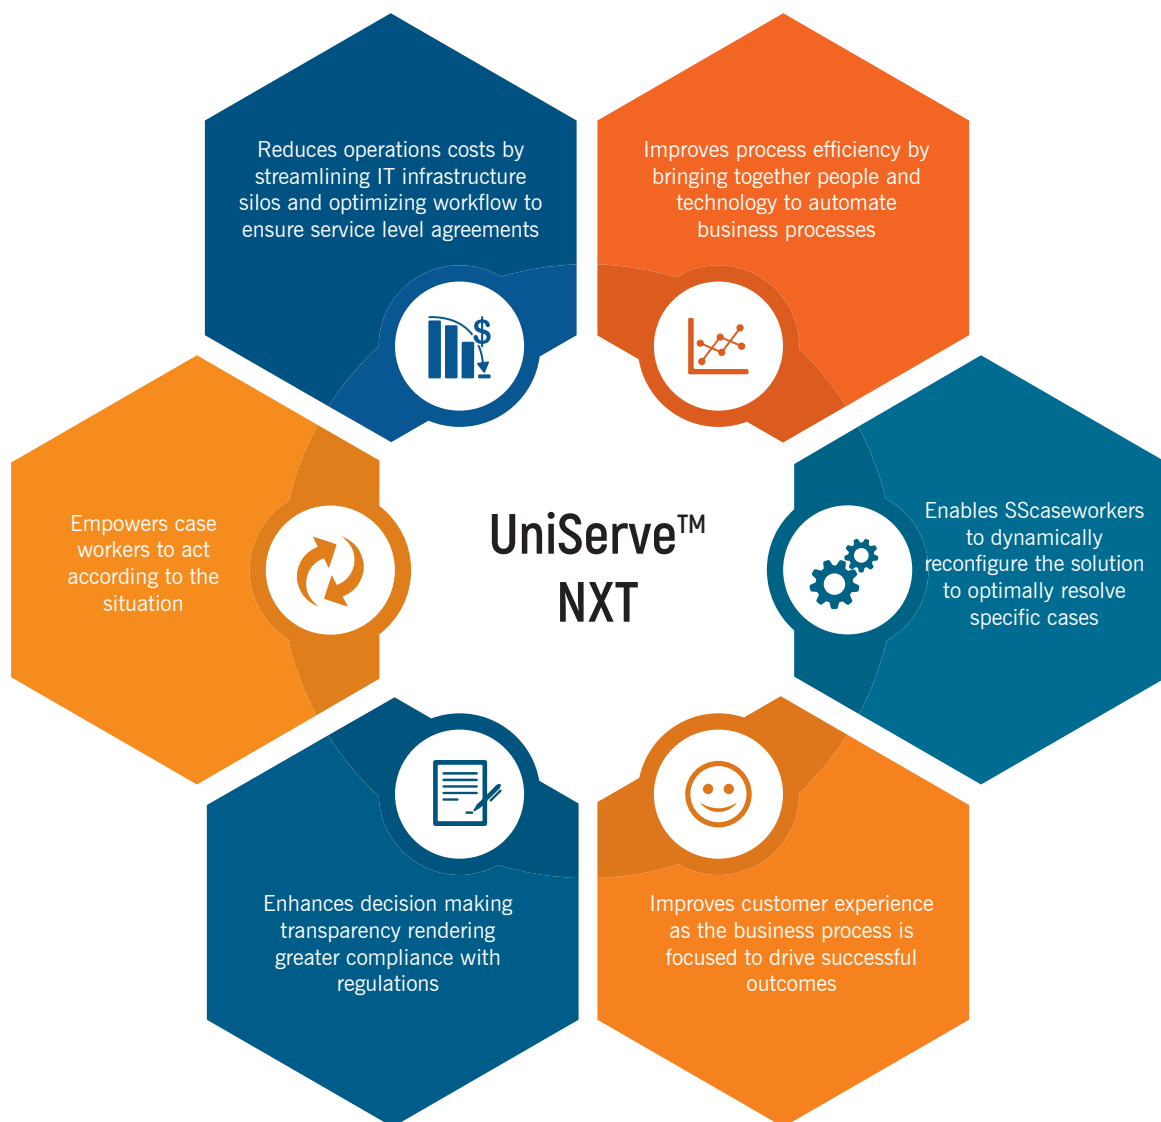 Reduces operations costs by
streamlining IT infrastructure
silos and optimizing workflow to
ensure service level agreements
Improves process efficiency by
bringing together people and
technology to automate
business processes
$
Empowers case
workers to act
according to the
situation
UniServe™
NXT
Enables SScaseworkers
to dynamically
reconfigure the solution
to optimally resolve
specific cases
Enhances decision making
transparency rendering
greater compliance with
regulations
Improves customer experience
as the business process is
focused to drive successful
outcomes